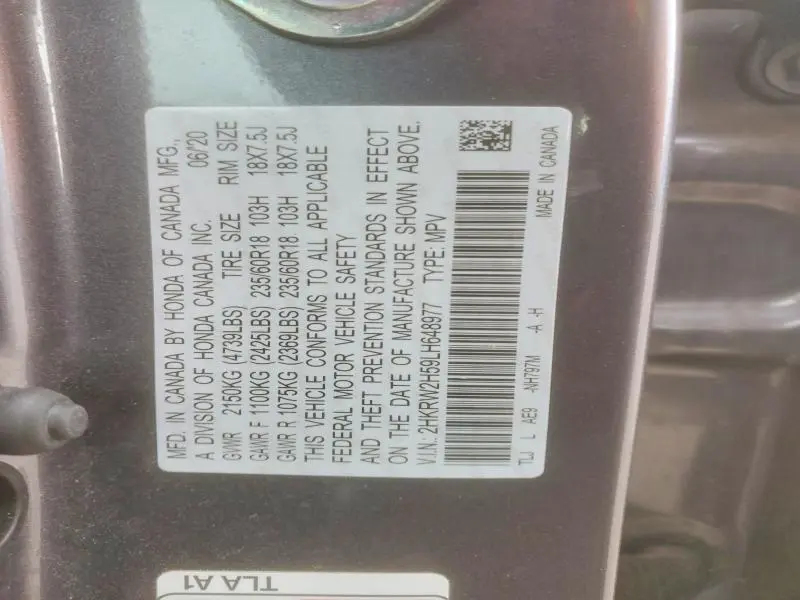 MFD. IN CANADA BY HONDA OF CANADA MFG.,
A DIVISON OF HONDA CANADA INC. 06/20
GVWR 2150KG (4739LBS) TIRE SIZE RIM SIZE
GAWR F 1100KG (2425LBS) 235/60R18 103H 18X7.5J
GAWR R 1075KG (2369LBS) 235/60R18 103H 18X7.5J
THIS VEHICLE CONFORMS TO ALL APPLICABLE
FEDERAL MOTOR VEHICLE SAFETY
AND THEFT PREVENTION STANDARDS IN EFFECT
ON THE DATE OF MANUFACTURE SHOWN ABOVE.
V.I.N.: 2HKRW2H59LH648977 TYPE: MPV
TLJ L AE9 -NH797M -A -H MADE IN CANADA
TLA A1